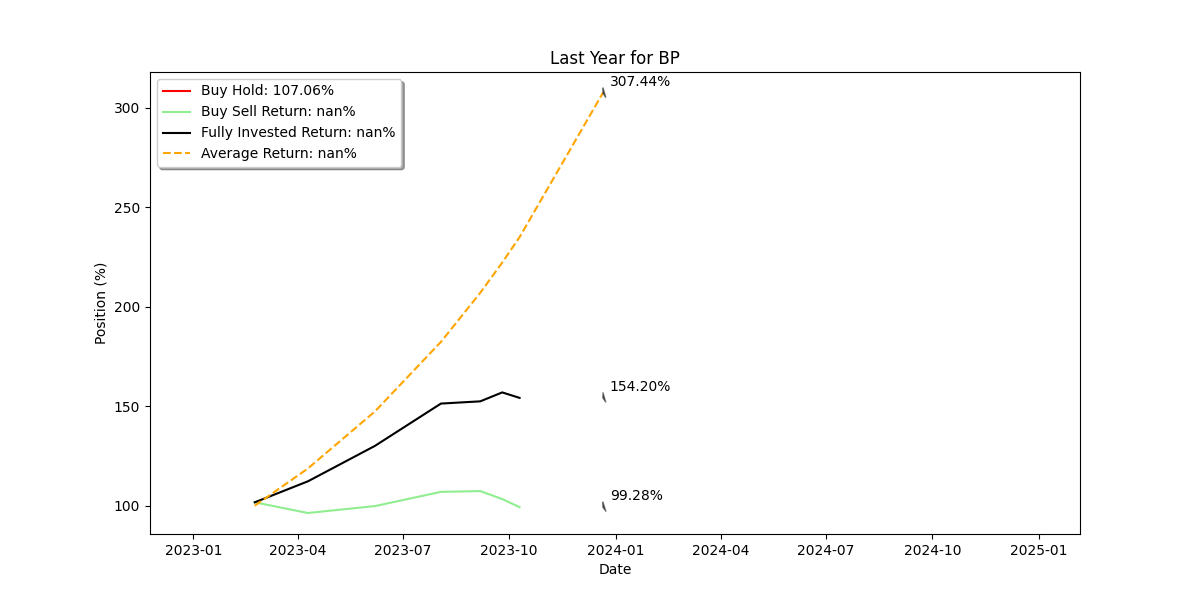 Last Year for BP
Buy Hold: 107.06%
Buy Sell Return: nan%
Fully Invested Return: nan%
Average Return: nan%
307.44%
154.20%
99.28%
Position (%)
300
250
200
150
100
2023-01 2023-04 2023-07 2023-10 2024-01 2024-04 2024-07 2024-10 2025-01
Date